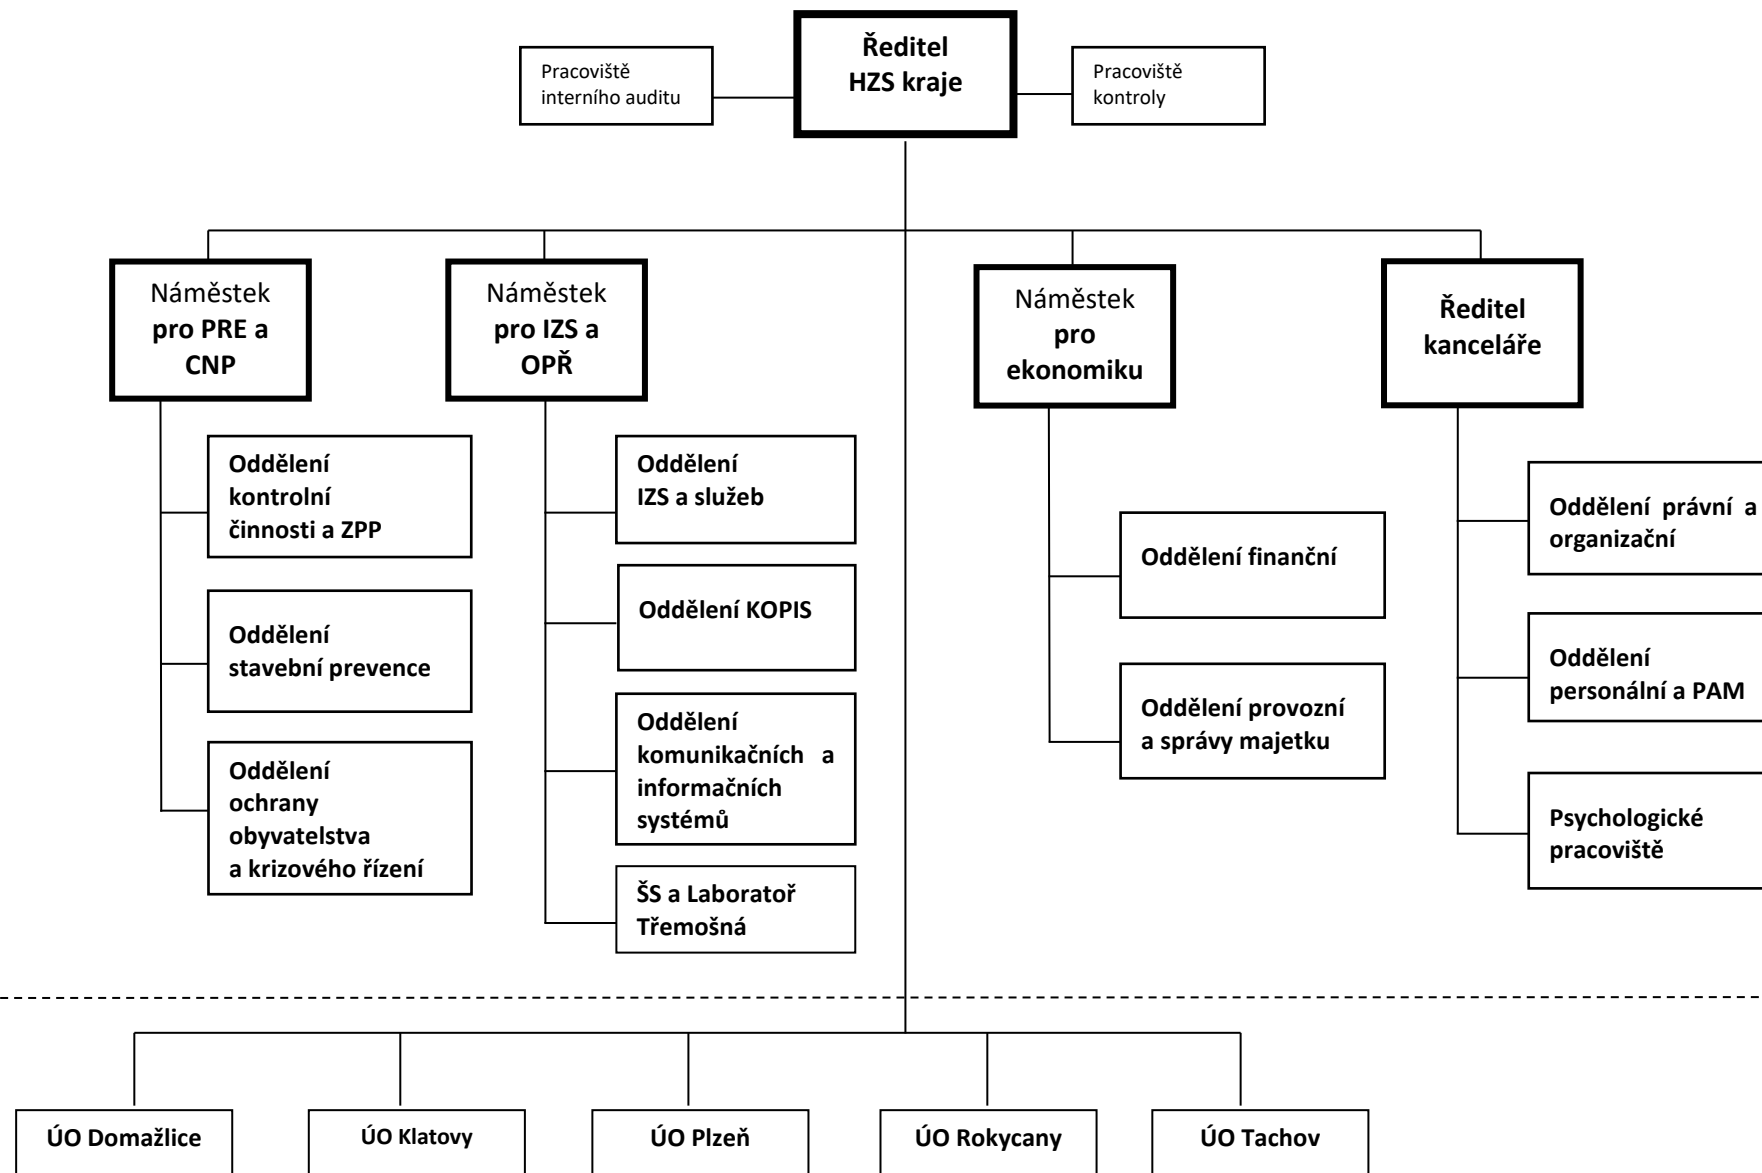 Ředitel
HZS kraje
Pracoviště
interního auditu
Pracoviště
kontroly
Náměstek
pro PRE a
CNP
Náměstek
pro IZS a
OPŘ
Náměstek
pro
ekonomiku
Ředitel
kanceláře
Oddělení
kontrolní
činnosti a ZPP
Oddělení
stavební prevence
Oddělení
ochrany
obyvatelstva
a krizového řízení
Oddělení
IZS a služeb
Oddělení KOPIS
Oddělení
komunikačních a
informačních
systémů
ŠS a Laboratoř
Třemošná
Oddělení finanční
Oddělení provozní
a správy majetku
Oddělení právní a
organizační
Oddělení
personální a PAM
Psychologické
pracoviště
ÚO Domažlice
ÚO Klatovy
ÚO Plzeň
ÚO Rokycany
ÚO Tachov